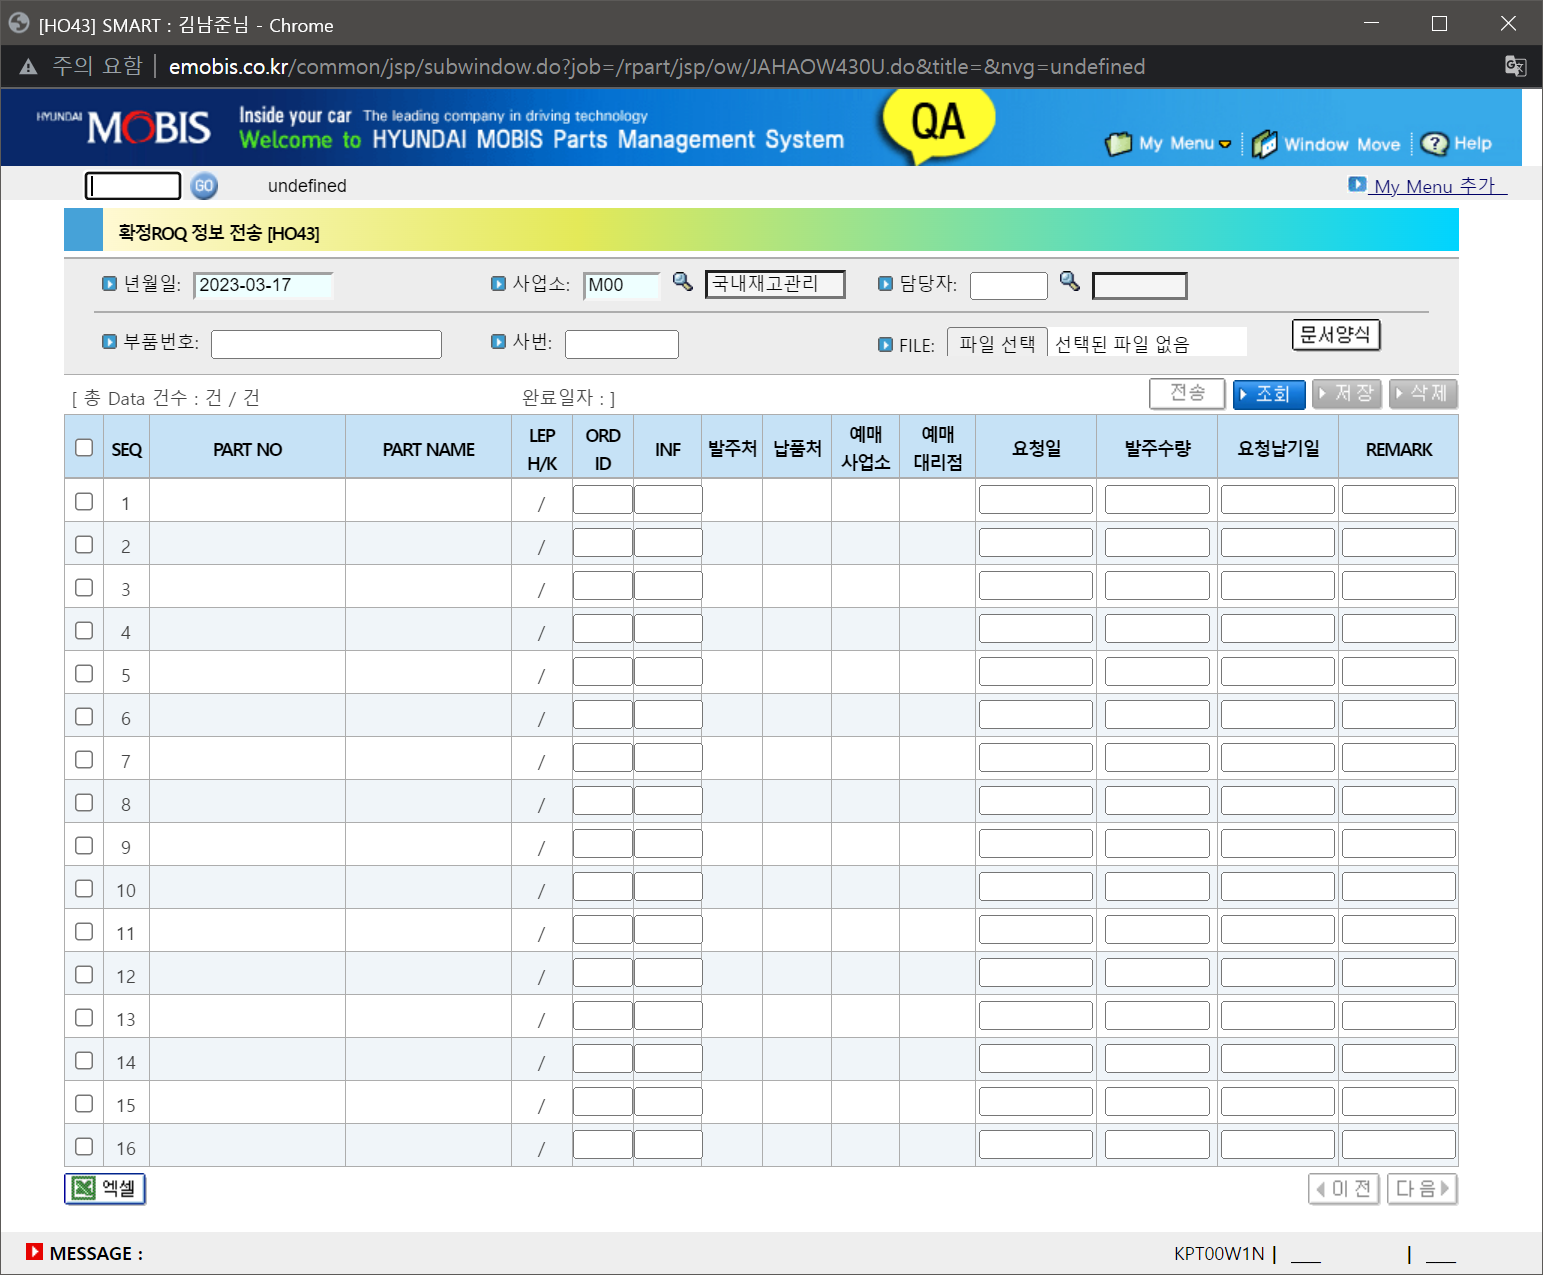 [HO43] SMART : 김남준님 - Chrome
주의 요함 | emobis.co.kr/common/jsp/subwindow.do?job=/rpart/jsp/ow/JAHAOW430U.do&title=&nvg=undefined
HYUNDAI MOBIS Inside your car The leading company in driving technology
Welcome to HYUNDAI MOBIS Parts Management System
QA
My Menu Window Move Help
GO undefined My Menu 추가
확정ROQ 정보 전송 [HO43]
년월일: 2023-03-17 사업소: M00 국내재고관리 담당자:
부품번호: 사번: FILE: 파일 선택 선택된 파일 없음 문서양식
[ 총 Data 건수 : 건 / 건 완료일자 : ] 전송 조회 저장 삭제
SEQ PART NO PART NAME LEP H/K ORD ID INF 발주처 납품처 예매 사업소 예매 대리점 요청일 발주수량 요청납기일 REMARK
1 /
2 /
3 /
4 /
5 /
6 /
7 /
8 /
9 /
10 /
11 /
12 /
13 /
14 /
15 /
16 /
엑셀 이전 다음
MESSAGE : KPT00W1N | |